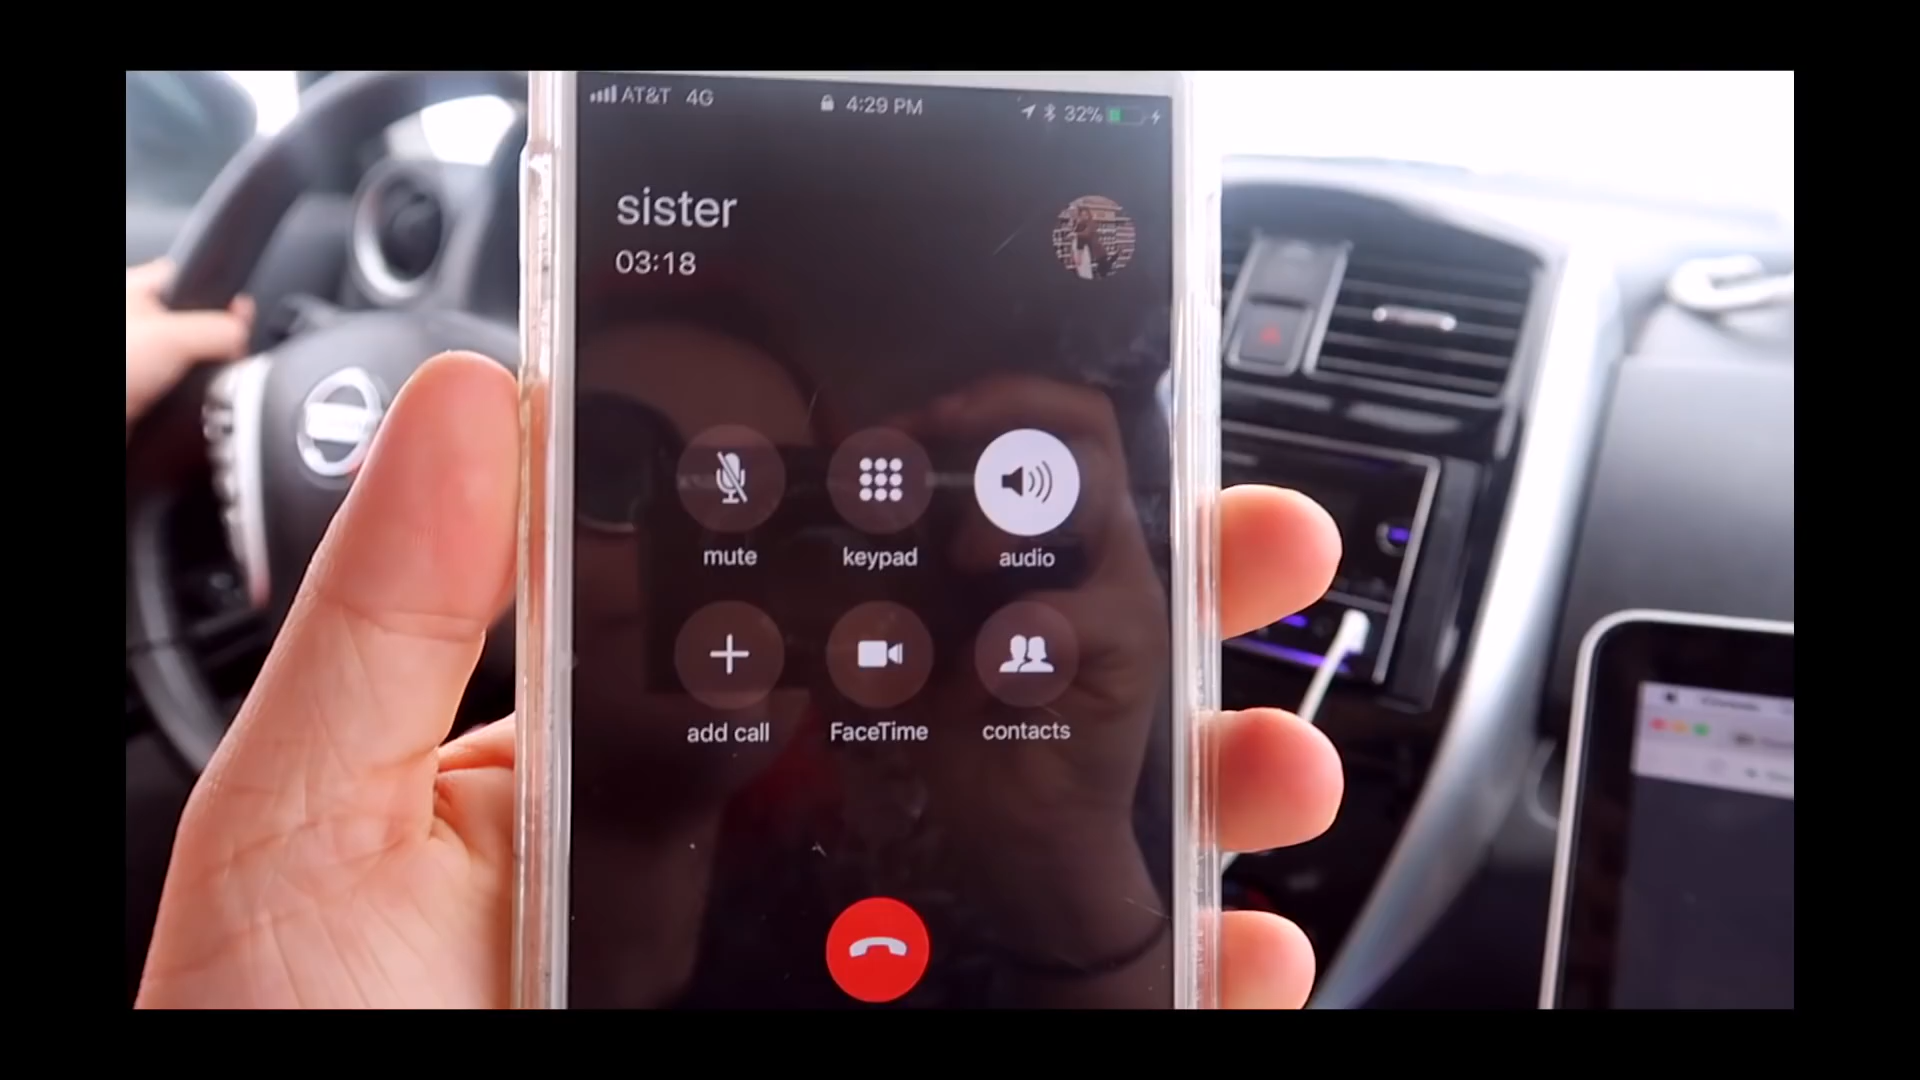 AT&T 4G 4:29 PM 32%
sister
03:18
mute keypad audio
add call FaceTime contacts